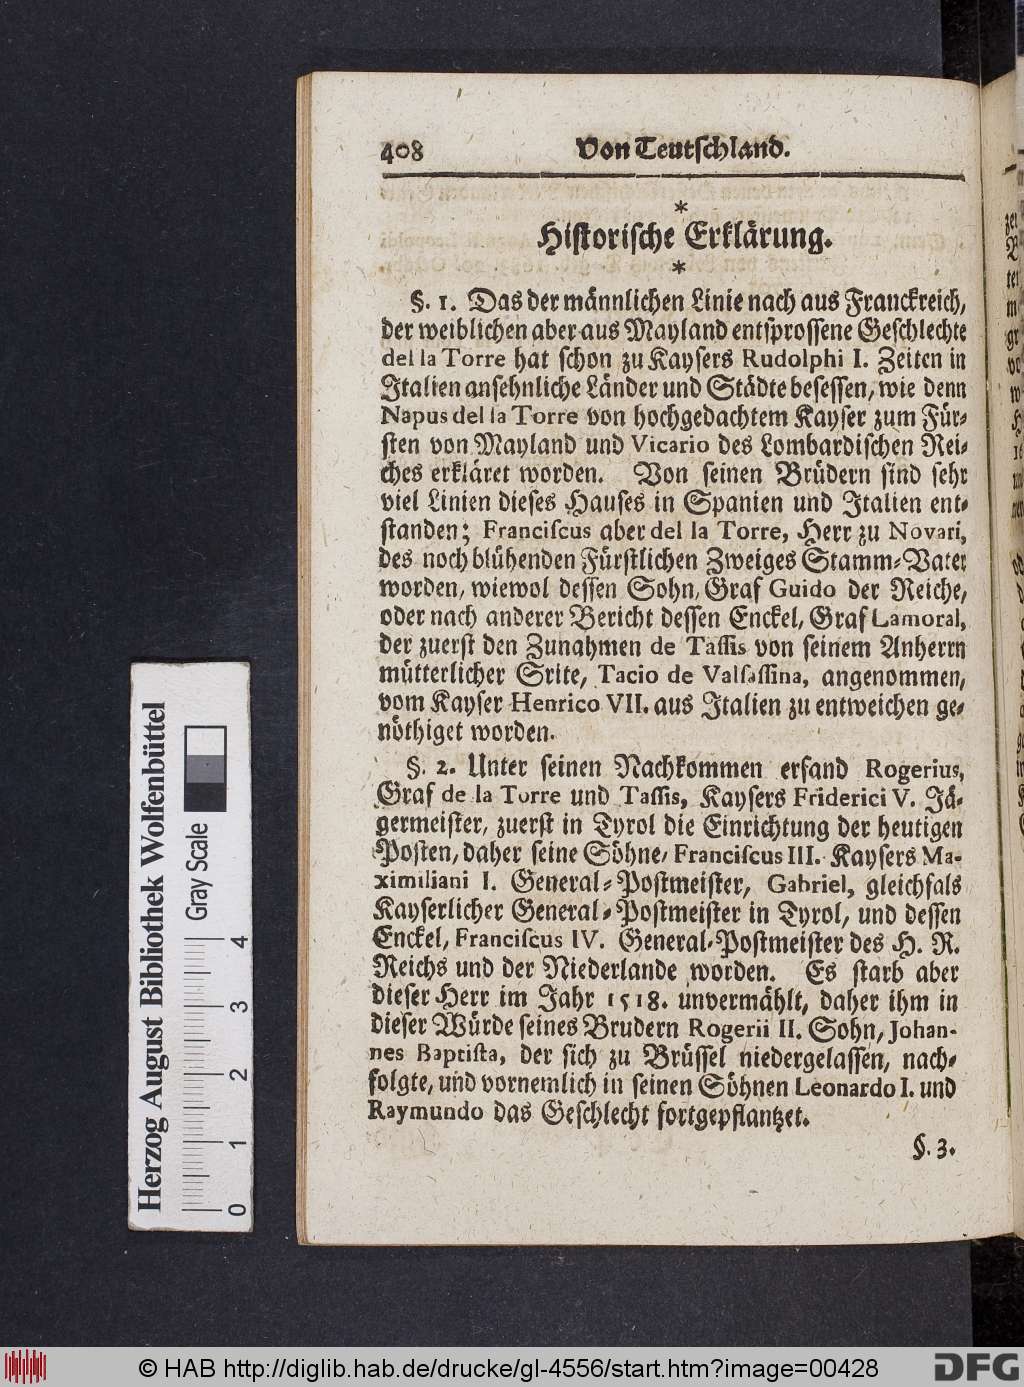 408 Von Teutſchland.
*
Hiſtoriſche Erklärung.
*
§. 1. Das der männlichen Linie nach aus Franckreich,
der weiblichen aber aus Mayland entſproſſene Geſchlechte
del la Torre hat ſchon zu Kayſers Rudolphi I. Zeiten in
Italien anſehnliche Länder und Städte beſeſſen, wie denn
Napus del la Torre von hochgedachtem Kayſer zum Für⸗
ſten von Mayland und Vicario des Lombardiſchen Rei⸗
ches erkläret worden. Von ſeinen Brüdern ſind ſehr
viel Linien dieſes Hauſes in Spanien und Italien ent⸗
ſtanden; Franciſcus aber del la Torre, Herr zu Novari,
des noch blühenden Fürſtlichen Zweiges Stamm⸗Vater
worden, wiewol deſſen Sohn, Graf Guido der Reiche,
oder nach anderer Bericht deſſen Enckel, Graf Lamoral,
der zuerſt den Zunahmen de Taſſis von ſeinem Anherrn
mütterlicher Srite, Tacio de Valſaſſina, angenommen,
vom Kayſer Henrico VII. aus Italien zu entweichen ge⸗
nöthiget worden.
§. 2. Unter ſeinen Nachkommen erfand Rogerius,
Graf de la Torre und Taſſis, Kayſers Friderici V. Jä⸗
germeiſter, zuerſt in Tyrol die Einrichtung der heutigen
Poſten, daher ſeine Söhne, Franciſcus III. Kayſers Ma-
ximiliani I. General⸗Poſtmeiſter, Gabriel, gleichfals
Kayſerlicher General⸗Poſtmeiſter in Tyrol, und deſſen
Enckel, Franciſcus IV. General⸗Poſtmeiſter des H. R.
Reichs und der Niederlande worden. Es ſtarb aber
dieſer Herr im Jahr 1518. unvermählt, daher ihm in
dieſer Würde ſeines Brudern Rogerii II. Sohn, Johan-
nes Baptiſta, der ſich zu Brüſſel niedergelaſſen, nach⸗
folgte, und vornemlich in ſeinen Söhnen Leonardo I. und
Raymundo das Geſchlecht fortgepflantzet.
§. 3.
Herzog August Bibliothek Wolfenbüttel
Gray Scale
0 1 2 3 4
© HAB http://diglib.hab.de/drucke/gl-4556/start.htm?image=00428
DFG